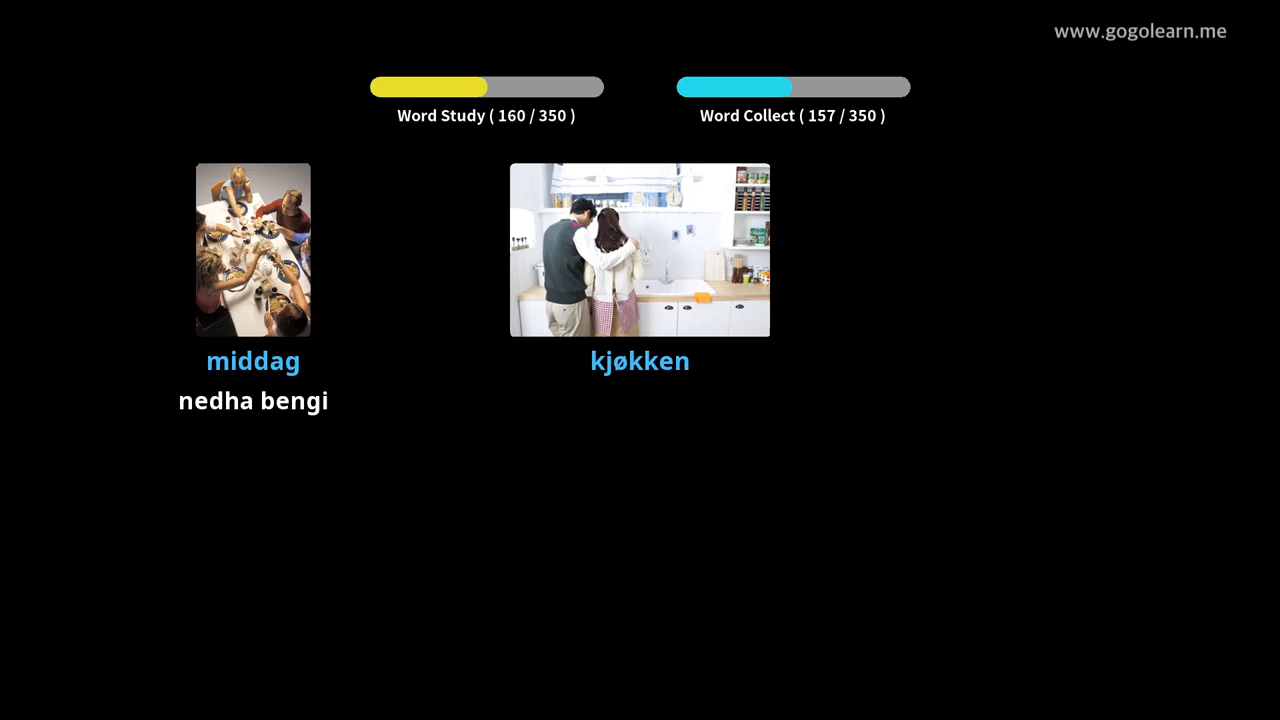 www.gogolearn.me
Word Study ( 160 / 350 )
Word Collect ( 157 / 350 )
middag
kjøkken
nedha bengi